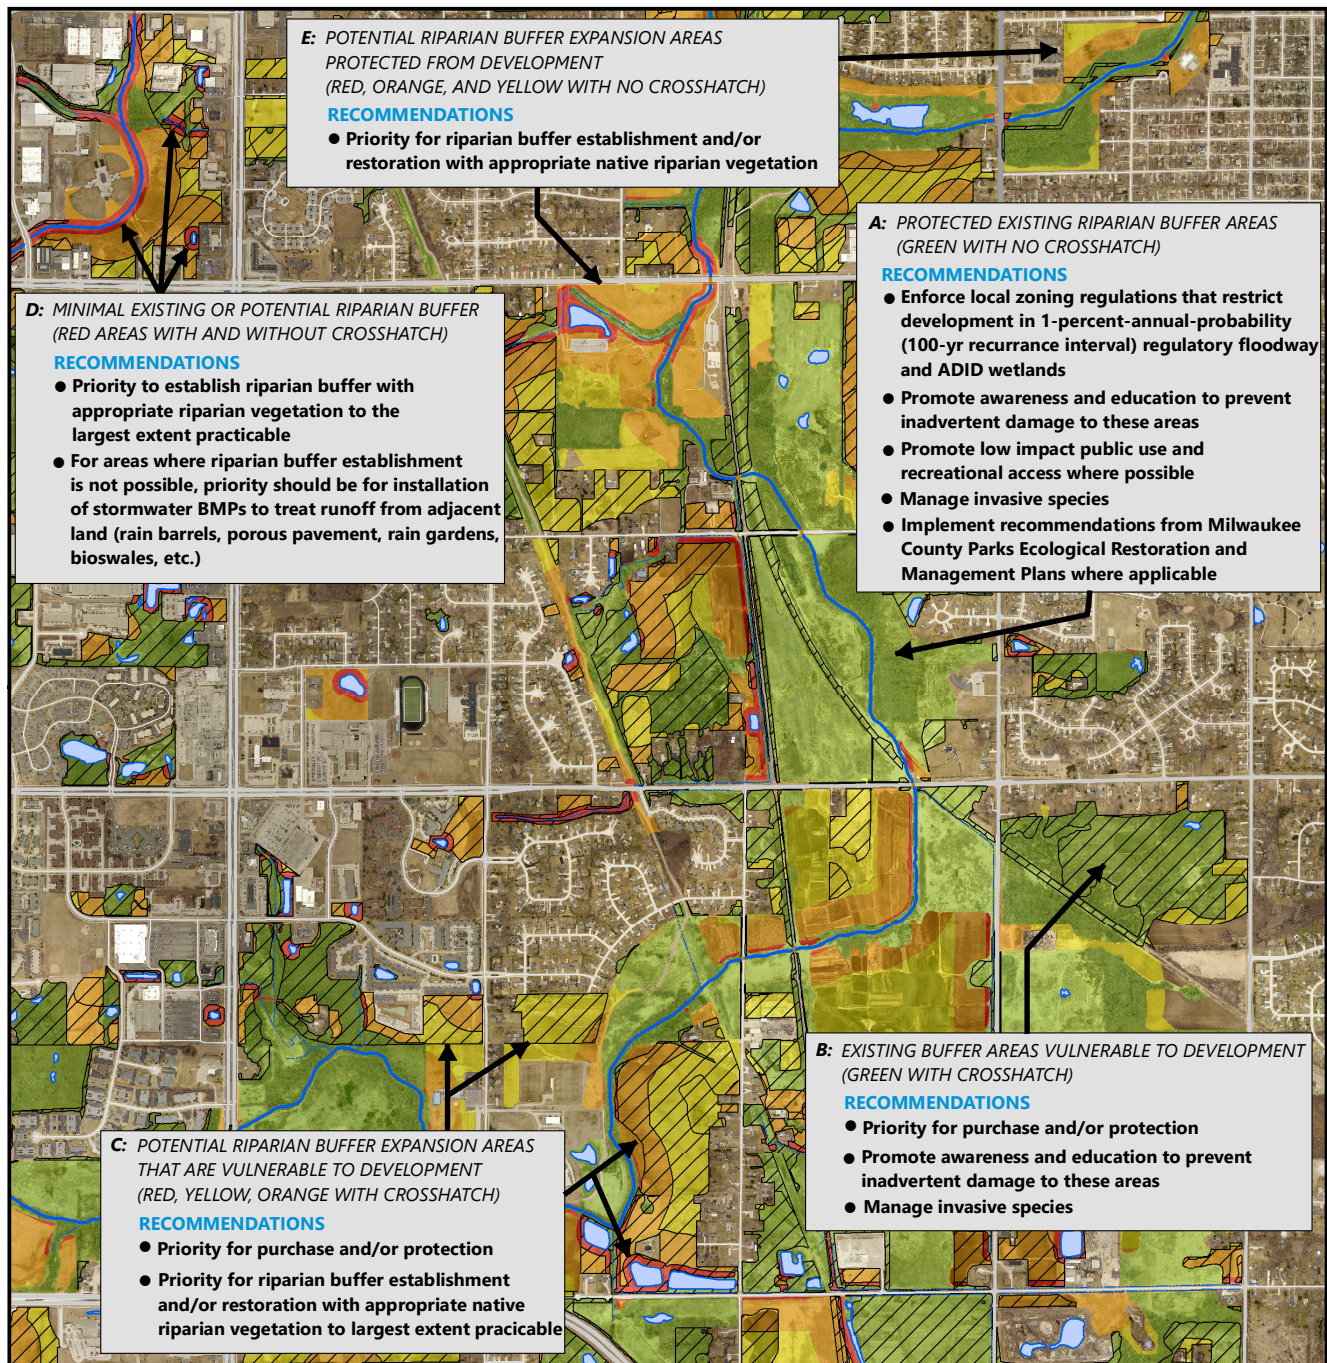 E: POTENTIAL RIPARIAN BUFFER EXPANSION AREAS
PROTECTED FROM DEVELOPMENT
(RED, ORANGE, AND YELLOW WITH NO CROSSHATCH)
RECOMMENDATIONS
● Priority for riparian buffer establishment and/or
restoration with appropriate native riparian vegetation
A: PROTECTED EXISTING RIPARIAN BUFFER AREAS
(GREEN WITH NO CROSSHATCH)
RECOMMENDATIONS
● Enforce local zoning regulations that restrict
development in 1-percent-annual-probability
(100-yr recurrance interval) regulatory floodway
and ADID wetlands
● Promote awareness and education to prevent
inadvertent damage to these areas
● Promote low impact public use and
recreational access where possible
● Manage invasive species
● Implement recommendations from Milwaukee
County Parks Ecological Restoration and
Management Plans where applicable
D: MINIMAL EXISTING OR POTENTIAL RIPARIAN BUFFER
(RED AREAS WITH AND WITHOUT CROSSHATCH)
RECOMMENDATIONS
● Priority to establish riparian buffer with
appropriate riparian vegetation to the
largest extent practicable
● For areas where riparian buffer establishment
is not possible, priority should be for installation
of stormwater BMPs to treat runoff from adjacent
land (rain barrels, porous pavement, rain gardens,
bioswales, etc.)
B: EXISTING BUFFER AREAS VULNERABLE TO DEVELOPMENT
(GREEN WITH CROSSHATCH)
RECOMMENDATIONS
● Priority for purchase and/or protection
● Promote awareness and education to prevent
inadvertent damage to these areas
● Manage invasive species
C: POTENTIAL RIPARIAN BUFFER EXPANSION AREAS
THAT ARE VULNERABLE TO DEVELOPMENT
(RED, YELLOW, ORANGE WITH CROSSHATCH)
RECOMMENDATIONS
● Priority for purchase and/or protection
● Priority for riparian buffer establishment
and/or restoration with appropriate native
riparian vegetation to largest extent pracicable